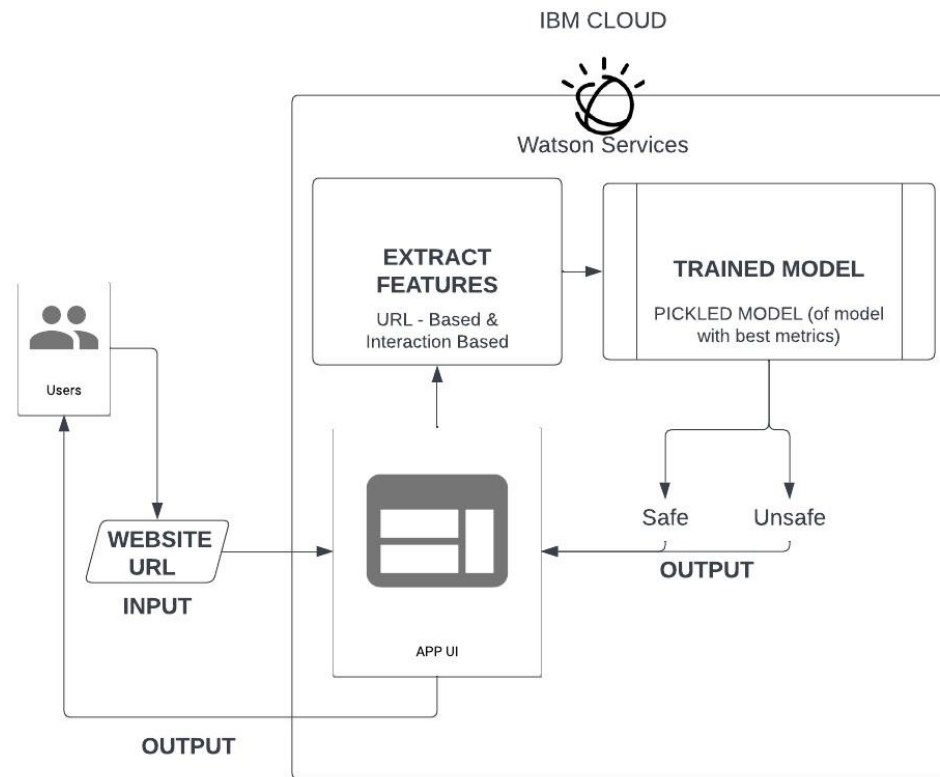 IBM CLOUD
Watson Services
EXTRACT
FEATURES
URL - Based &
Interaction Based
TRAINED MODEL
PICKLED MODEL (of model
with best metrics)
Users
WEBSITE
URL
INPUT
Safe
Unsafe
OUTPUT
APP UI
OUTPUT